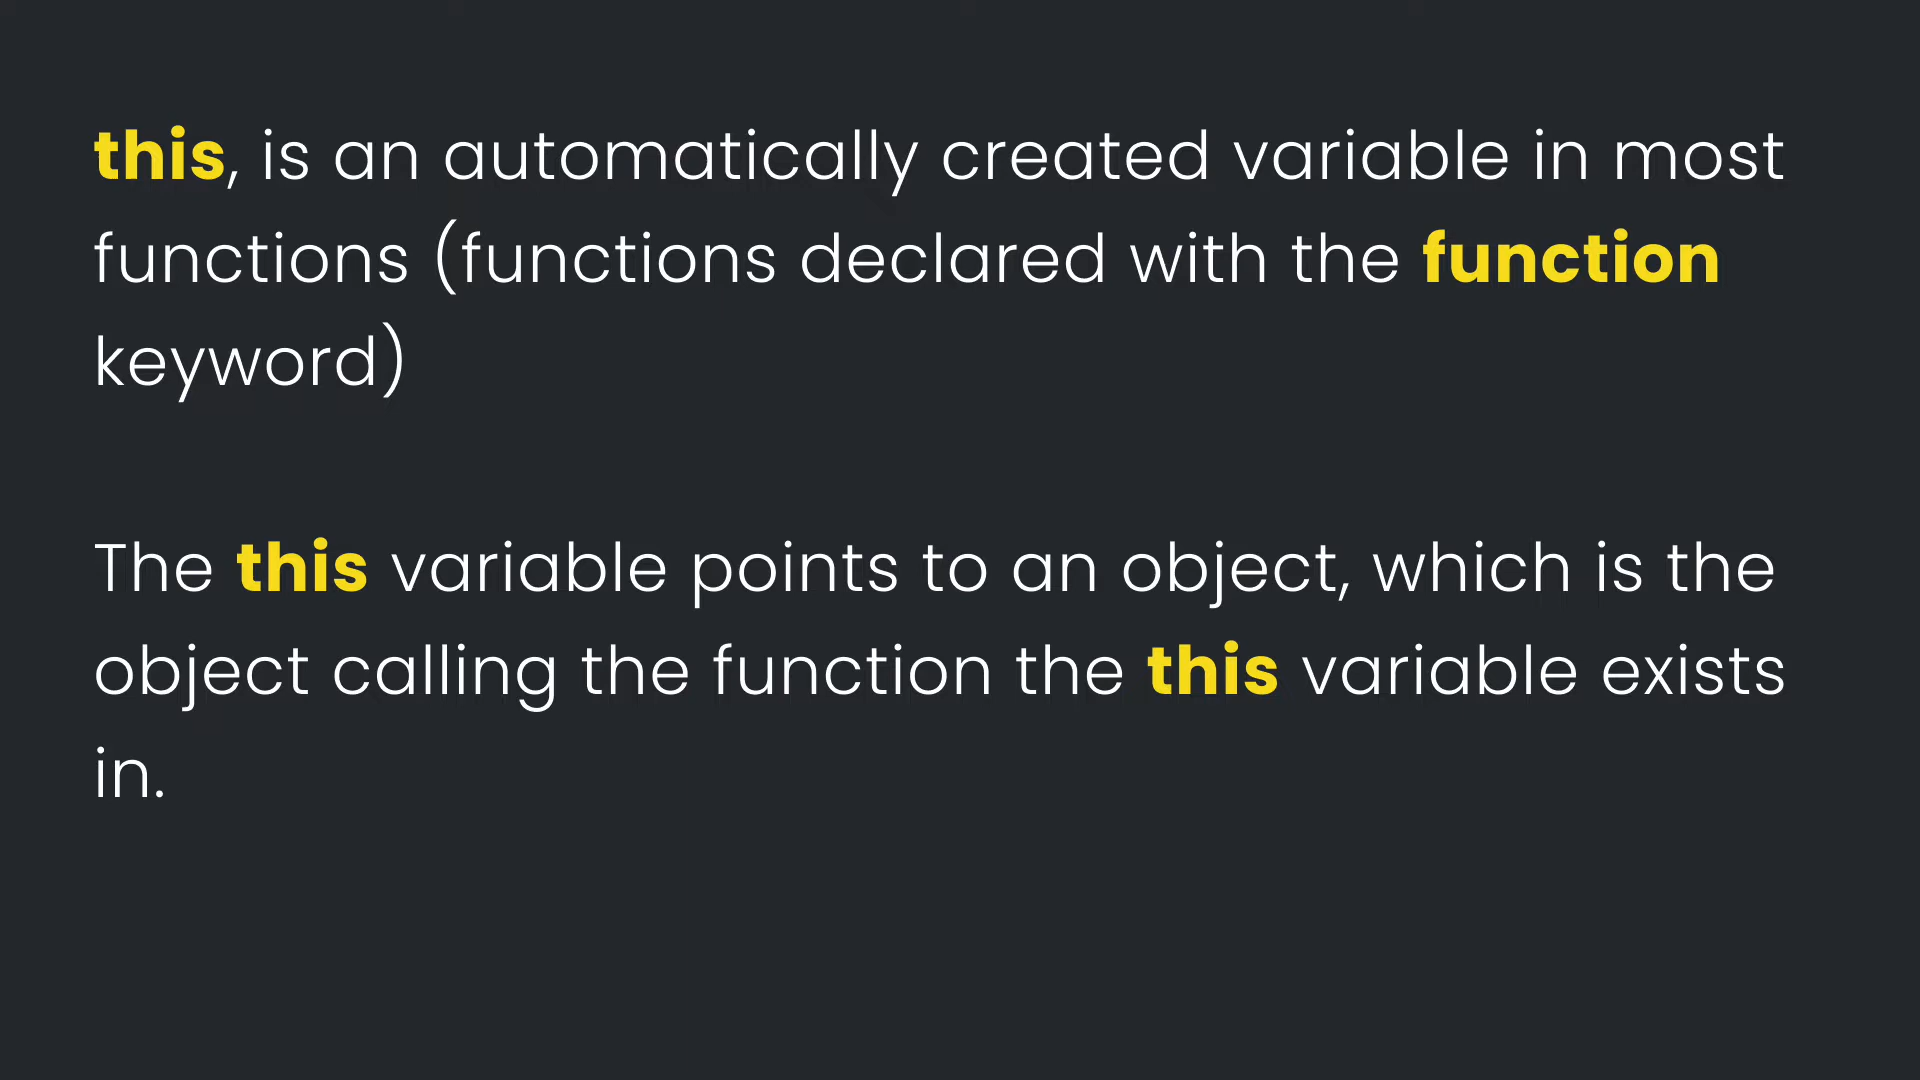 this, is an automatically created variable in most
functions (functions declared with the function
keyword)
The this variable points to an object, which is the
object calling the function the this variable exists
in.